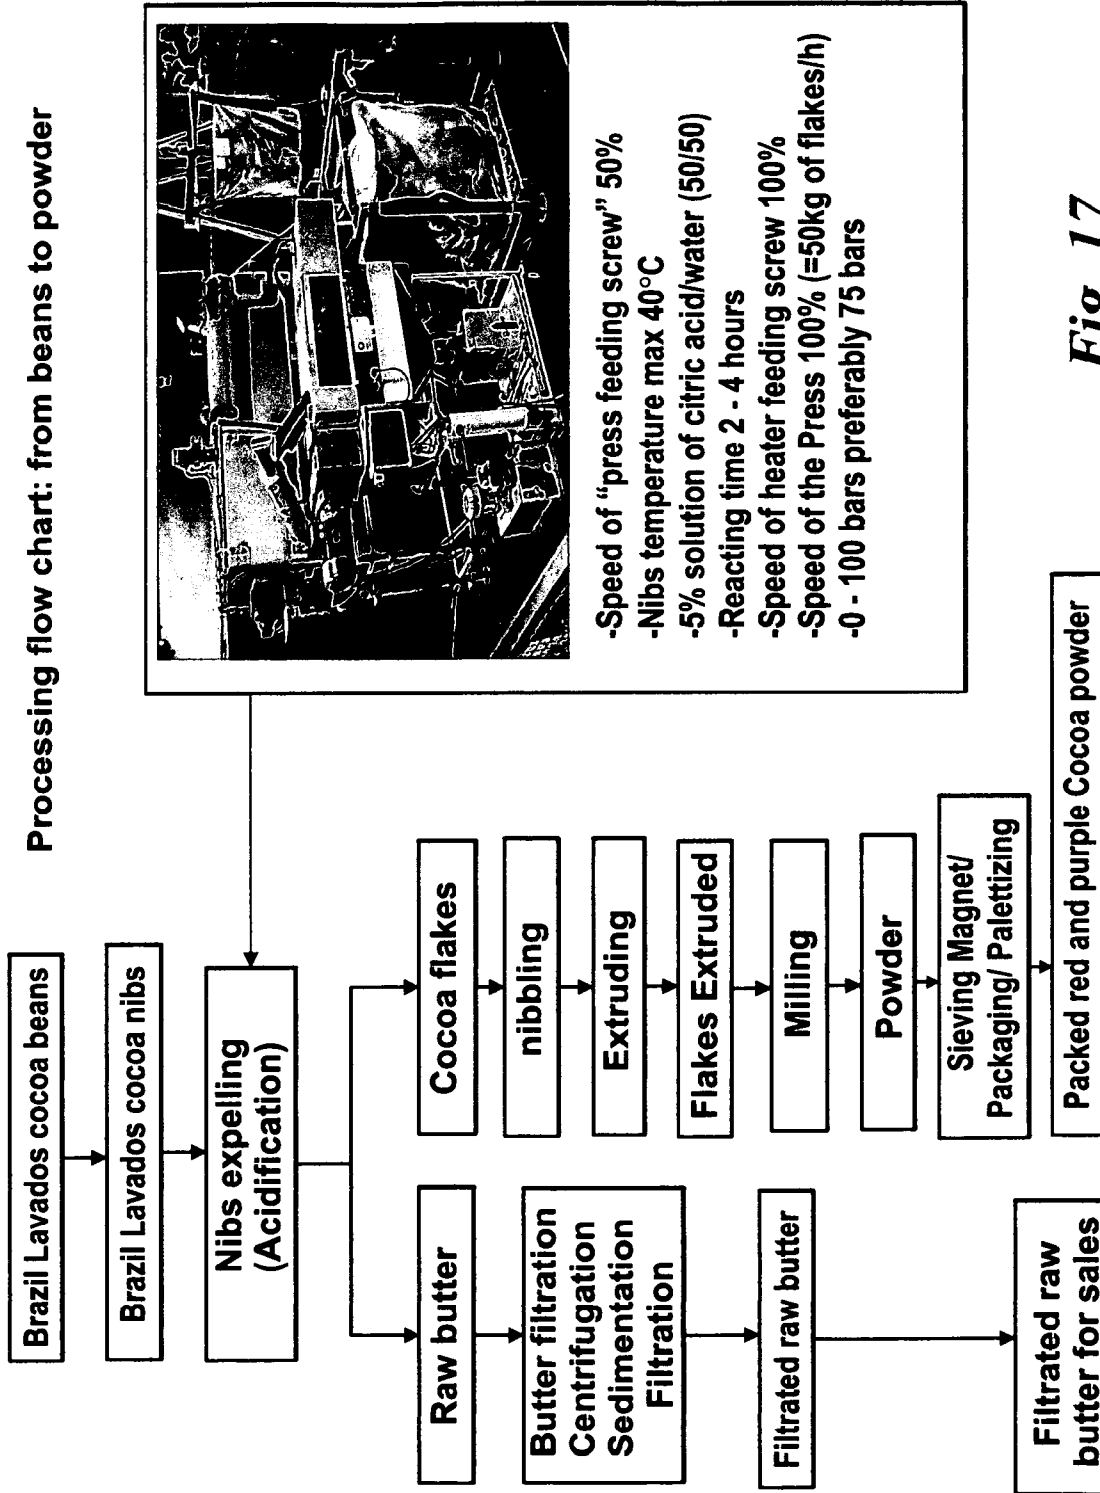 Processing flow chart: from beans to powder
Brazil Lavados cocoa beans
Brazil Lavados cocoa nibs
Nibs expelling
(Acidification)
-Speed of “press feeding screw” 50%
-Nibs temperature max 40°C
-5% solution of citric acid/water (50/50)
-Reacting time 2 - 4 hours
-Speed of heater feeding screw 100%
-Speed of the Press 100% (=50kg of flakes/h)
-0 - 100 bars preferably 75 bars
Raw butter
Butter filtration
Centrifugation
Sedimentation
Filtration
Filtrated raw butter
Filtrated raw
butter for sales
Cocoa flakes
nibbling
Extruding
Flakes Extruded
Milling
Powder
Sieving Magnet/
Packaging/ Palettizing
Packed red and purple Cocoa powder
Fig. 17